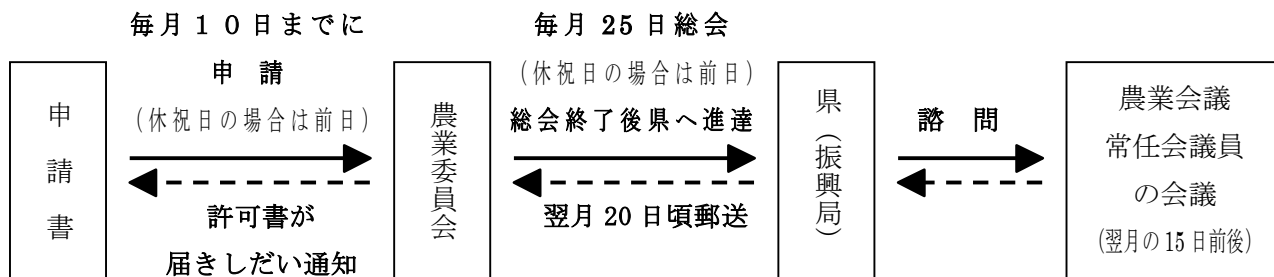 申請書
毎月１０日までに
申　請
（休祝日の場合は前日）
許可書が
届きしだい通知
農業委員会
毎月 25 日総会
（休祝日の場合は前日）
総会終了後県へ進達
翌月 20 日頃郵送
県（振興局）
諮　問
農業会議
常任会議員
の会議
（翌月の 15 日前後）